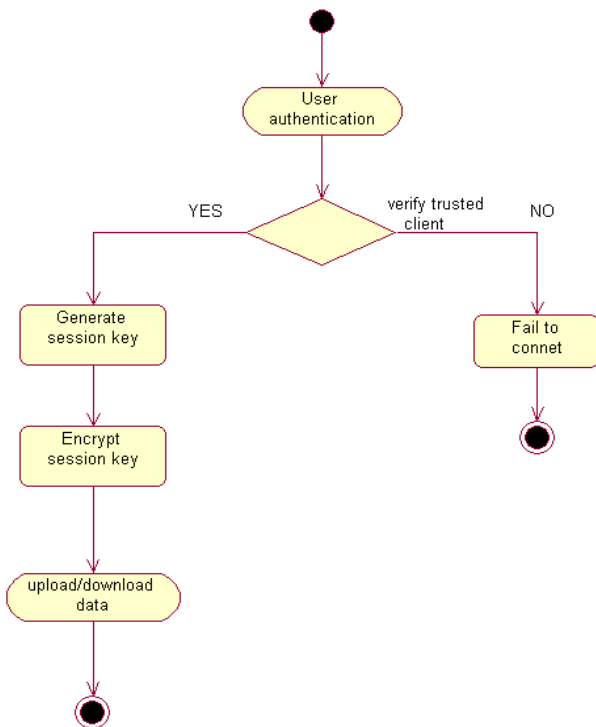 User
authentication
YES
verify trusted
client
NO
Generate
session key
Fail to
connet
Encrypt
session key
upload/download
data